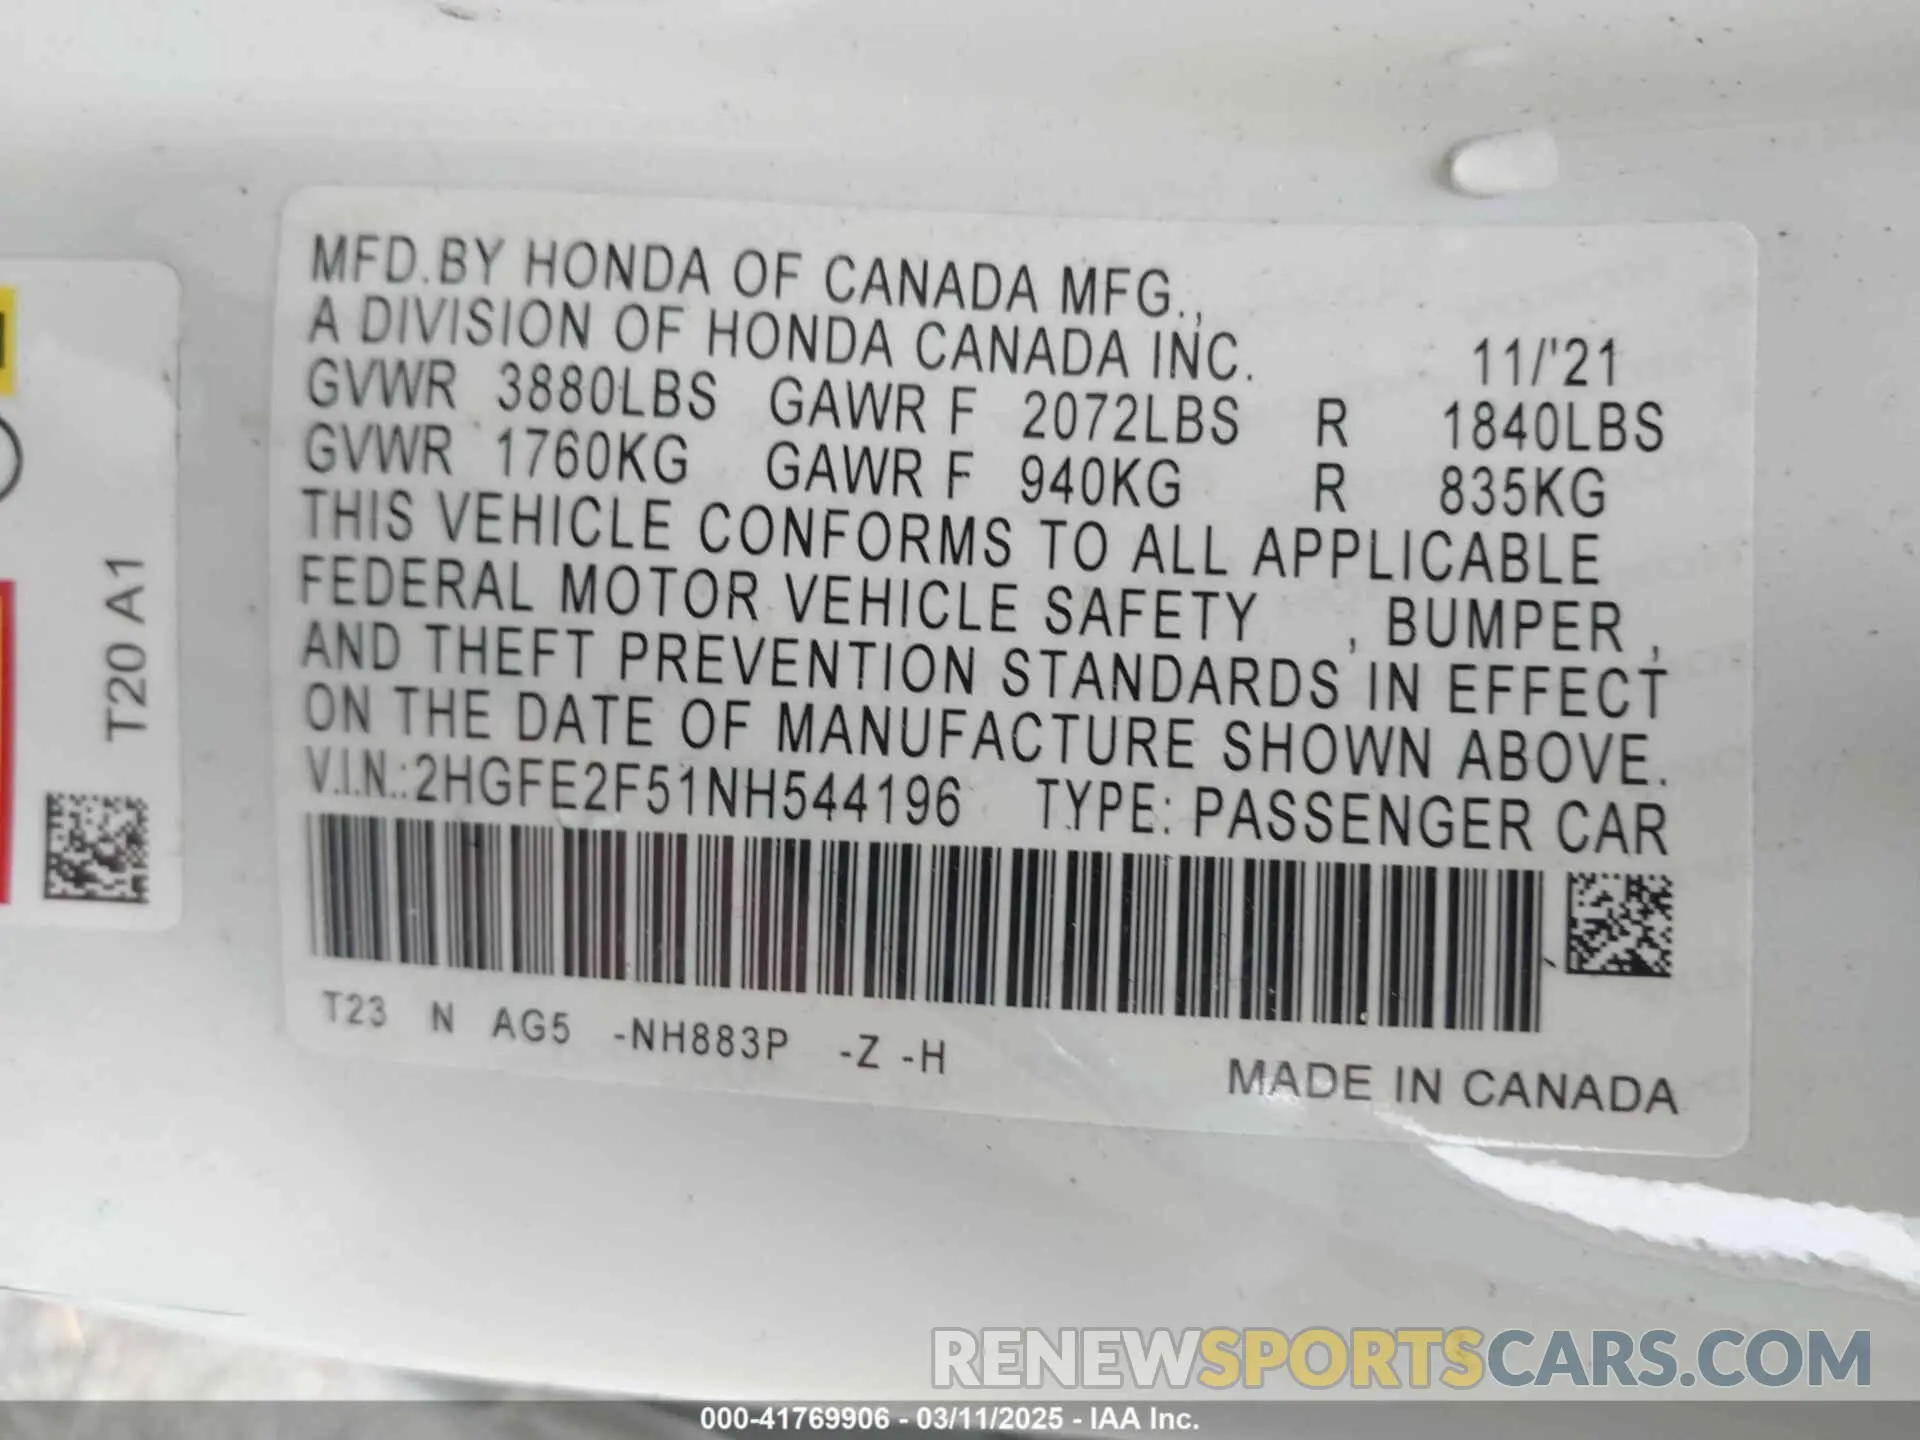 MFD.BY HONDA OF CANADA MFG.,
A DIVISION OF HONDA CANADA INC. 11/'21
GVWR 3880LBS GAWR F 2072LBS R 1840LBS
GVWR 1760KG GAWR F 940KG R 835KG
THIS VEHICLE CONFORMS TO ALL APPLICABLE
FEDERAL MOTOR VEHICLE SAFETY , BUMPER ,
AND THEFT PREVENTION STANDARDS IN EFFECT
ON THE DATE OF MANUFACTURE SHOWN ABOVE.
V.I.N.:2HGFE2F51NH544196 TYPE: PASSENGER CAR
T23 N AG5 -NH883P -Z -H
MADE IN CANADA
T20 A1
RENEWSPORTSCARS.COM
000-41769906 - 03/11/2025 - IAA Inc.